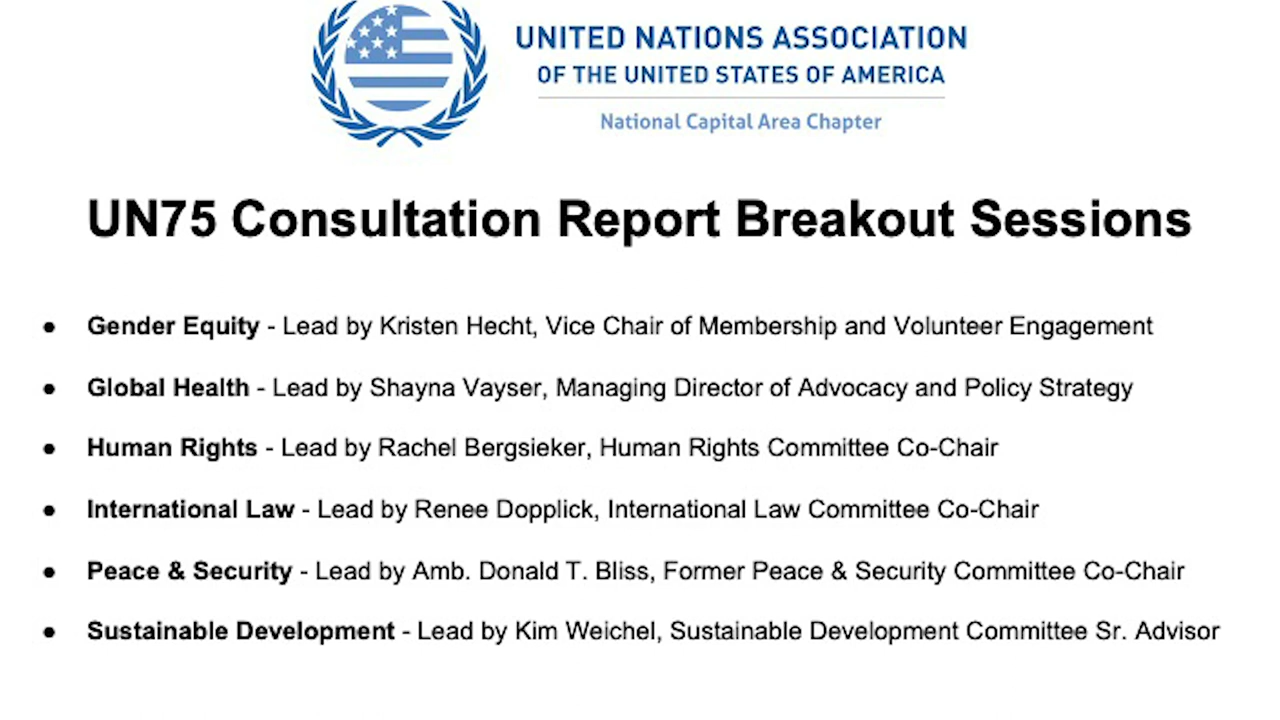 UNITED NATIONS ASSOCIATION
OF THE UNITED STATES OF AMERICA
National Capital Area Chapter
UN75 Consultation Report Breakout Sessions
● Gender Equity - Lead by Kristen Hecht, Vice Chair of Membership and Volunteer Engagement
● Global Health - Lead by Shayna Vayser, Managing Director of Advocacy and Policy Strategy
● Human Rights - Lead by Rachel Bergsieker, Human Rights Committee Co-Chair
● International Law - Lead by Renee Dopplick, International Law Committee Co-Chair
● Peace & Security - Lead by Amb. Donald T. Bliss, Former Peace & Security Committee Co-Chair
● Sustainable Development - Lead by Kim Weichel, Sustainable Development Committee Sr. Advisor